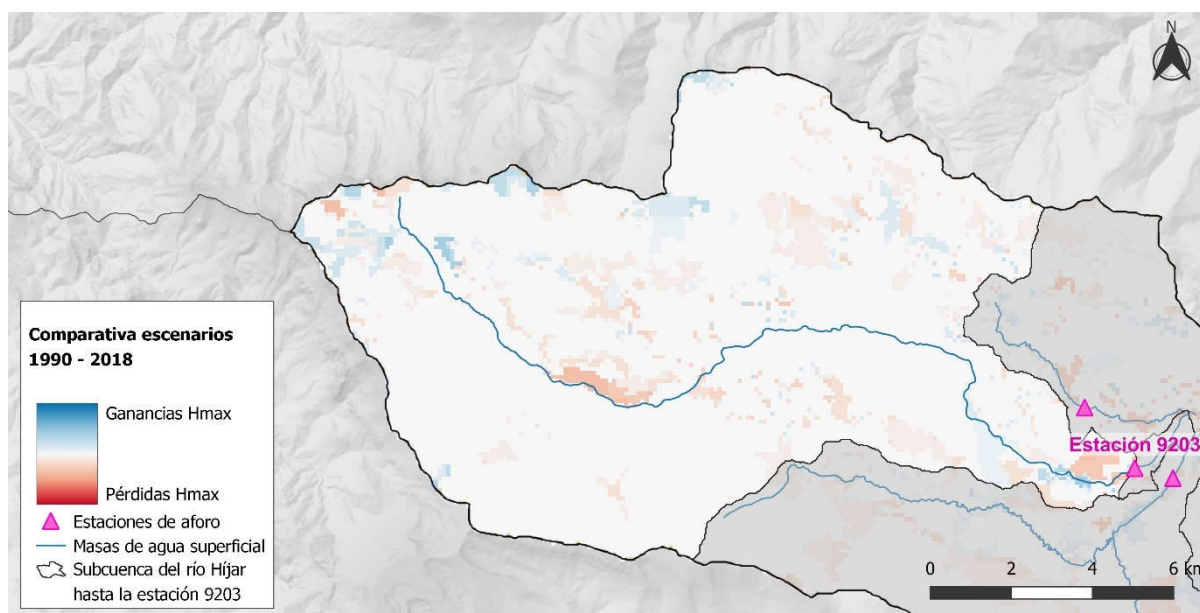 N
Estación 9203
Comparativa escenarios
1990 - 2018
Ganancias Hmax
Pérdidas Hmax
Estaciones de aforo
Masas de agua superficial
Subcuenca del río Híjar
hasta la estación 9203
0 2 4 6 km